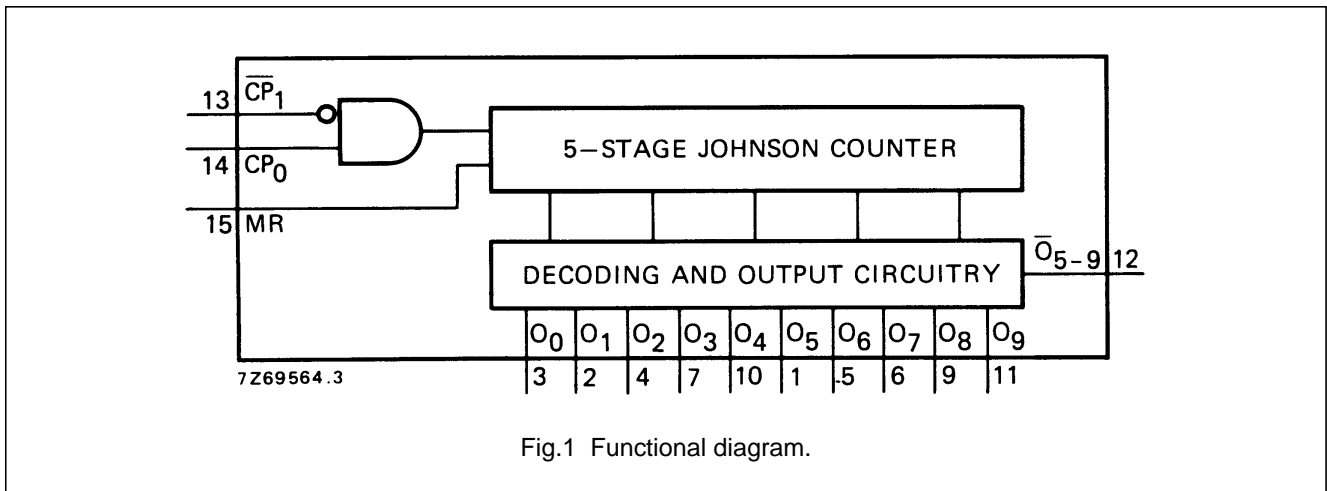 13 C̅P̅₁
14 CP₀
15 MR
5–STAGE JOHNSON COUNTER
DECODING AND OUTPUT CIRCUITRY
O̅₅₋₉ 12
O₀ O₁ O₂ O₃ O₄ O₅ O₆ O₇ O₈ O₉
3 2 4 7 10 1 5 6 9 11
7Z69564.3
Fig.1 Functional diagram.